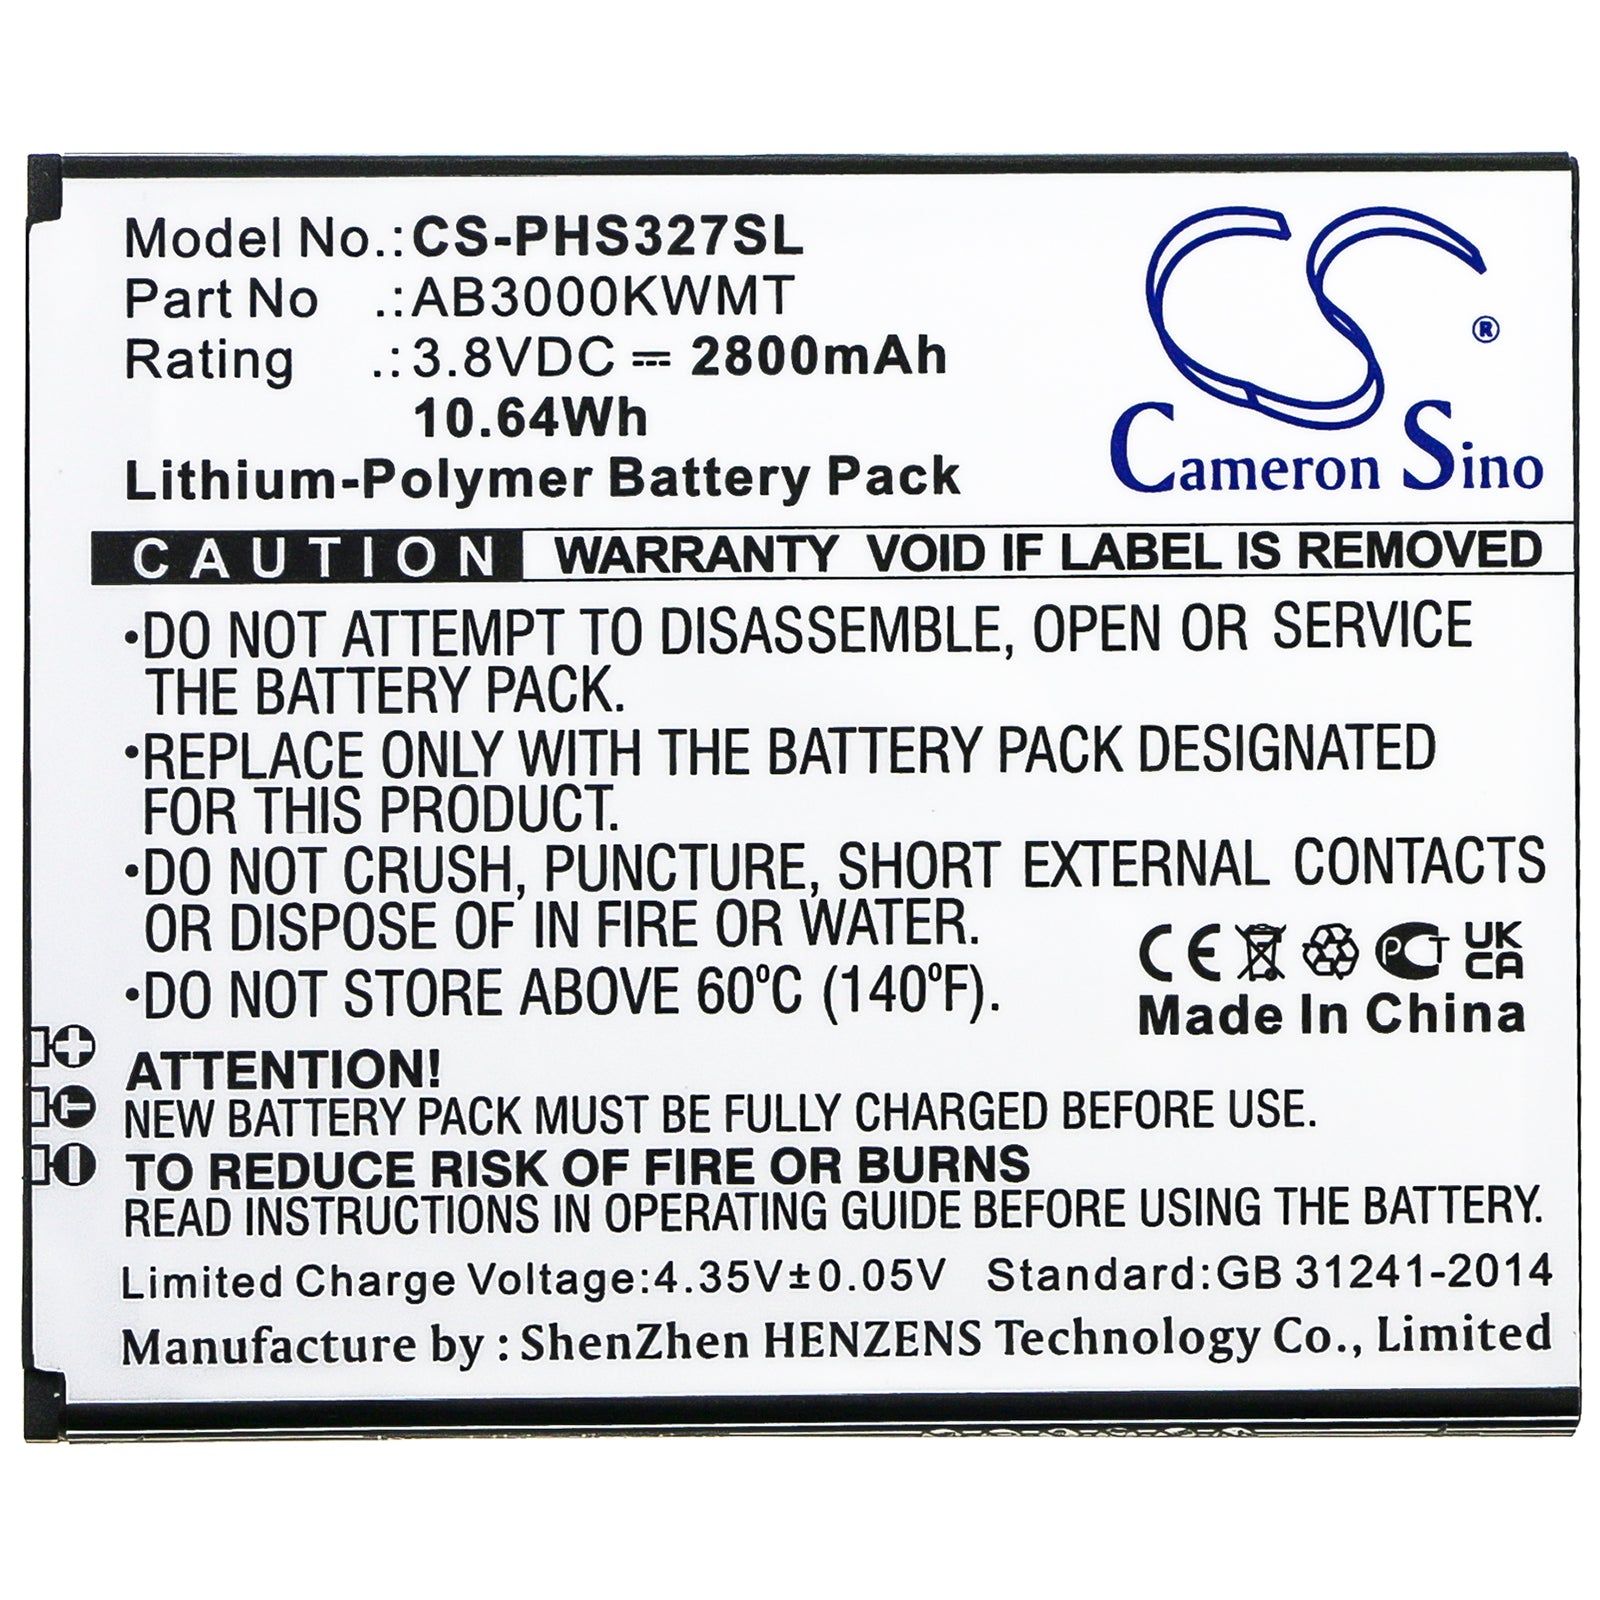 Model No.:CS-PHS327SL
Part No .:AB3000KWMT
Rating .:3.8VDC ⎓ 2800mAh
10.64Wh
Lithium-Polymer Battery Pack
CS
®
Cameron Sino
CAUTION WARRANTY VOID IF LABEL IS REMOVED
•DO NOT ATTEMPT TO DISASSEMBLE, OPEN OR SERVICE
THE BATTERY PACK.
•REPLACE ONLY WITH THE BATTERY PACK DESIGNATED
FOR THIS PRODUCT.
•DO NOT CRUSH, PUNCTURE, SHORT EXTERNAL CONTACTS
OR DISPOSE OF IN FIRE OR WATER.
•DO NOT STORE ABOVE 60ºC (140ºF).
CE PCT UK
CA
Made In China
ATTENTION!
NEW BATTERY PACK MUST BE FULLY CHARGED BEFORE USE.
TO REDUCE RISK OF FIRE OR BURNS
READ INSTRUCTIONS IN OPERATING GUIDE BEFORE USING THE BATTERY.
Limited Charge Voltage:4.35V±0.05V Standard:GB 31241-2014
Manufacture by : ShenZhen HENZENS Technology Co., Limited